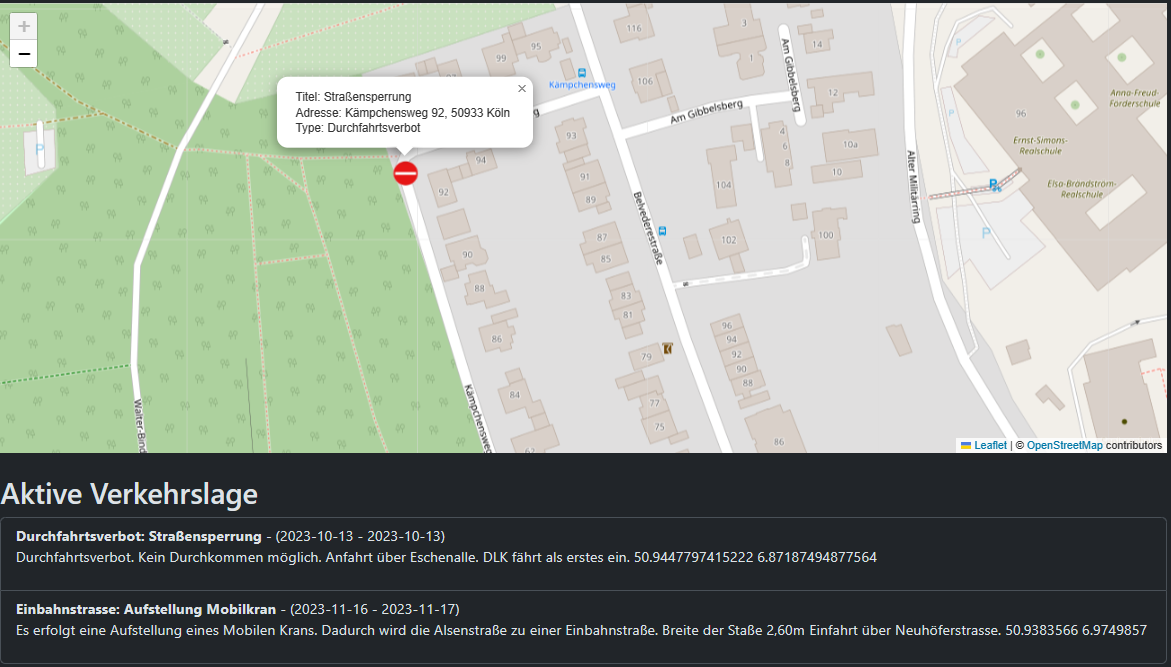 +
−
Titel: Straßensperrung
Adresse: Kämpchensweg 92, 50933 Köln
Type: Durchfahrtsverbot
×
116
3
14
1
95
99
Kämpchensweg
106
Am Gibbelsberg
12
Am Gibbelsberg
P
Anna-Freud-
Förderschule
96
P
93
94
4
6
8
10a
10
Ernst-Simons-
Realschule
P
91
89
92
104
Alter Militärring
P
Elsa-Brändström-
Realschule
Belvederestraße
87
85
102
100
P
90
88
83
81
86
96
94
92
90
88
79
84
77
75
86
Kämpchensweg
Walter-Bind
Leaflet | © OpenStreetMap contributors
Aktive Verkehrslage
Durchfahrtsverbot: Straßensperrung - (2023-10-13 - 2023-10-13)
Durchfahrtsverbot. Kein Durchkommen möglich. Anfahrt über Eschenalle. DLK fährt als erstes ein. 50.9447797415222 6.87187494877564
Einbahnstrasse: Aufstellung Mobilkran - (2023-11-16 - 2023-11-17)
Es erfolgt eine Aufstellung eines Mobilen Krans. Dadurch wird die Alsenstraße zu einer Einbahnstraße. Breite der Staße 2,60m Einfahrt über Neuhöferstrasse. 50.9383566 6.9749857